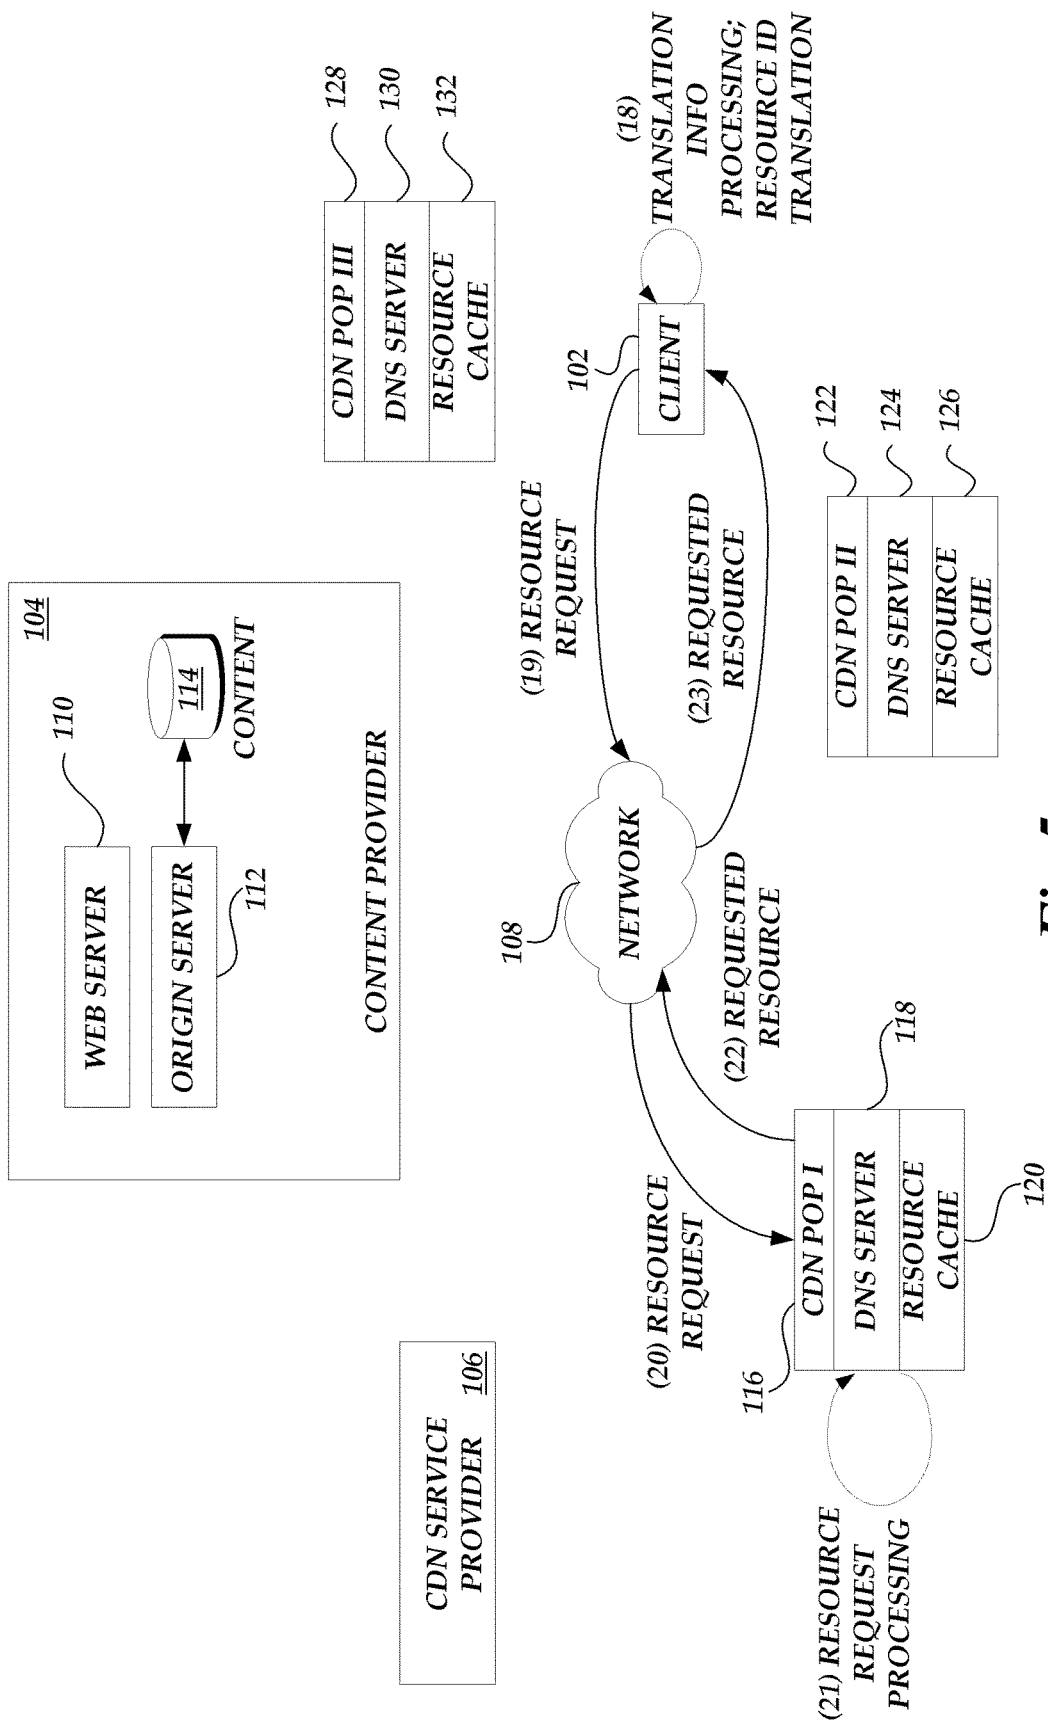 104
WEB SERVER
110
ORIGIN SERVER
112
114
CONTENT
CONTENT PROVIDER
CDN SERVICE
PROVIDER
106
CDN POP III
DNS SERVER
RESOURCE
CACHE
128
130
132
108
NETWORK
(19) RESOURCE
REQUEST
102
CLIENT
(18)
TRANSLATION
INFO
PROCESSING;
RESOURCE ID
TRANSLATION
(20) RESOURCE
REQUEST
(22) REQUESTED
RESOURCE
(23) REQUESTED
RESOURCE
116
CDN POP I
DNS SERVER
RESOURCE
CACHE
118
120
(21) RESOURCE
REQUEST
PROCESSING
CDN POP II
DNS SERVER
RESOURCE
CACHE
122
124
126